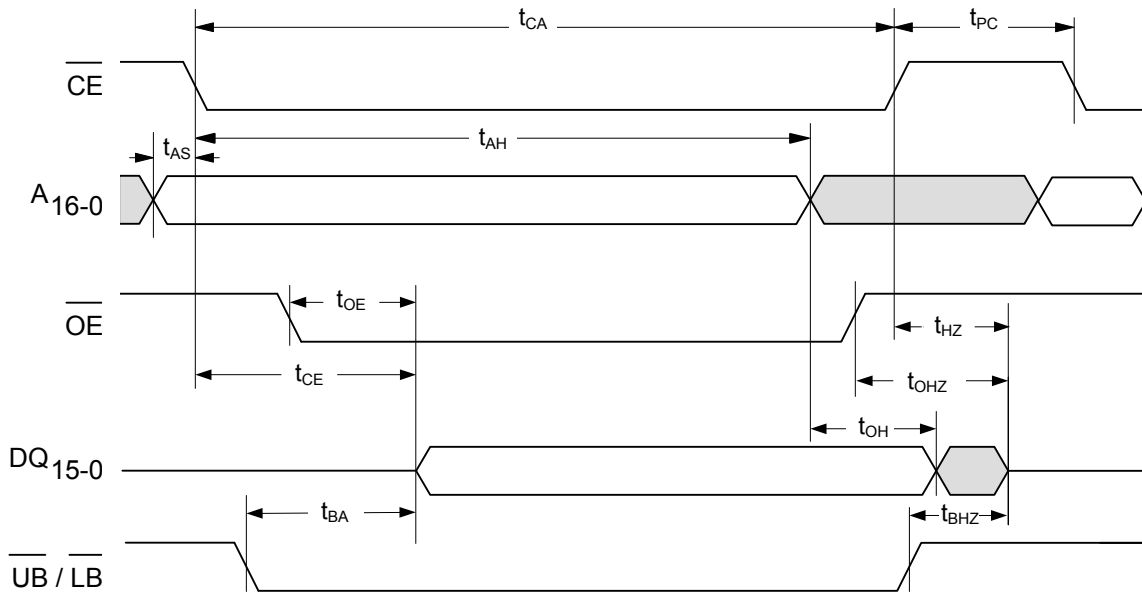 tCA
tPC
CE
tAH
tAS
A16-0
tOE
OE
tHZ
tCE
tOHZ
tOH
DQ15-0
tBA
tBHZ
UB / LB